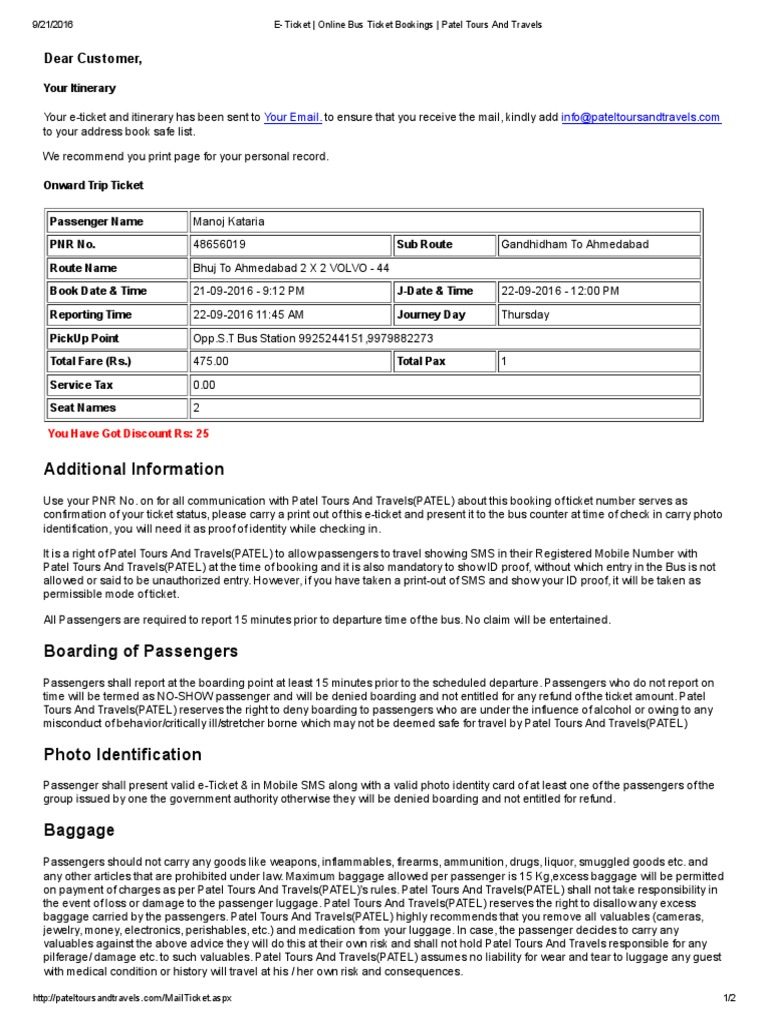 9/21/2016 E- Ticket | Online Bus Ticket Bookings | Patel Tours And Travels
Dear Customer,
Your Itinerary
Your e-ticket and itinerary has been sent to Your Email. to ensure that you receive the mail, kindly add info@pateltoursandtravels.com
to your address book safe list.
We recommend you print page for your personal record.
Onward Trip Ticket
Passenger Name Manoj Kataria
PNR No. 48656019 Sub Route Gandhidham To Ahmedabad
Route Name Bhuj To Ahmedabad 2 X 2 VOLVO - 44
Book Date & Time 21-09-2016 - 9:12 PM J-Date & Time 22-09-2016 - 12:00 PM
Reporting Time 22-09-2016 11:45 AM Journey Day Thursday
PickUp Point Opp.S.T Bus Station 9925244151,9979882273
Total Fare (Rs.) 475.00 Total Pax 1
Service Tax 0.00
Seat Names 2
You Have Got Discount Rs: 25
Additional Information
Use your PNR No. on for all communication with Patel Tours And Travels(PATEL) about this booking of ticket number serves as
confirmation of your ticket status, please carry a print out of this e-ticket and present it to the bus counter at time of check in carry photo
identification, you will need it as proof of identity while checking in.
It is a right of Patel Tours And Travels(PATEL) to allow passengers to travel showing SMS in their Registered Mobile Number with
Patel Tours And Travels(PATEL) at the time of booking and it is also mandatory to show ID proof, without which entry in the Bus is not
allowed or said to be unauthorized entry. However, if you have taken a print-out of SMS and show your ID proof, it will be taken as
permissible mode of ticket.
All Passengers are required to report 15 minutes prior to departure time of the bus. No claim will be entertained.
Boarding of Passengers
Passengers shall report at the boarding point at least 15 minutes prior to the scheduled departure. Passengers who do not report on
time will be termed as NO-SHOW passenger and will be denied boarding and not entitled for any refund of the ticket amount. Patel
Tours And Travels(PATEL) reserves the right to deny boarding to passengers who are under the influence of alcohol or owing to any
misconduct of behavior/critically ill/stretcher borne which may not be deemed safe for travel by Patel Tours And Travels(PATEL)
Photo Identification
Passenger shall present valid e-Ticket & in Mobile SMS along with a valid photo identity card of at least one of the passengers of the
group issued by one the government authority otherwise they will be denied boarding and not entitled for refund.
Baggage
Passengers should not carry any goods like weapons, inflammables, firearms, ammunition, drugs, liquor, smuggled goods etc. and
any other articles that are prohibited under law. Maximum baggage allowed per passenger is 15 Kg,excess baggage will be permitted
on payment of charges as per Patel Tours And Travels(PATEL)'s rules. Patel Tours And Travels(PATEL) shall not take responsibility in
the event of loss or damage to the passenger luggage. Patel Tours And Travels(PATEL) reserves the right to disallow any excess
baggage carried by the passengers. Patel Tours And Travels(PATEL) highly recommends that you remove all valuables (cameras,
jewelry, money, electronics, perishables, etc.) and medication from your luggage. In case, the passenger decides to carry any
valuables against the above advice they will do this at their own risk and shall not hold Patel Tours And Travels responsible for any
pilferage/ damage etc. to such valuables. Patel Tours And Travels(PATEL) assumes no liability for wear and tear to luggage any guest
with medical condition or history will travel at his / her own risk and consequences.
http://pateltoursandtravels.com/MailTicket.aspx 1/2